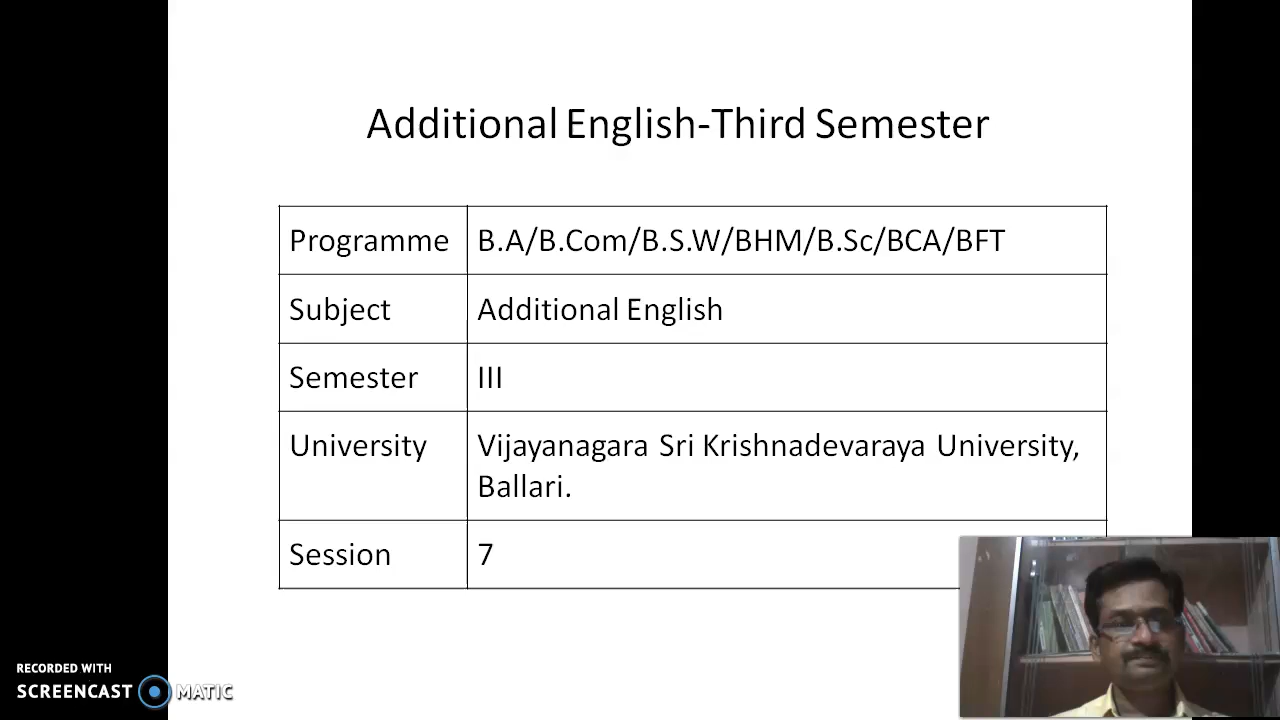 Additional English-Third Semester
Programme B.A/B.Com/B.S.W/BHM/B.Sc/BCA/BFT
Subject Additional English
Semester III
University Vijayanagara Sri Krishnadevaraya University,
Ballari.
Session 7
RECORDED WITH
SCREENCAST MATIC